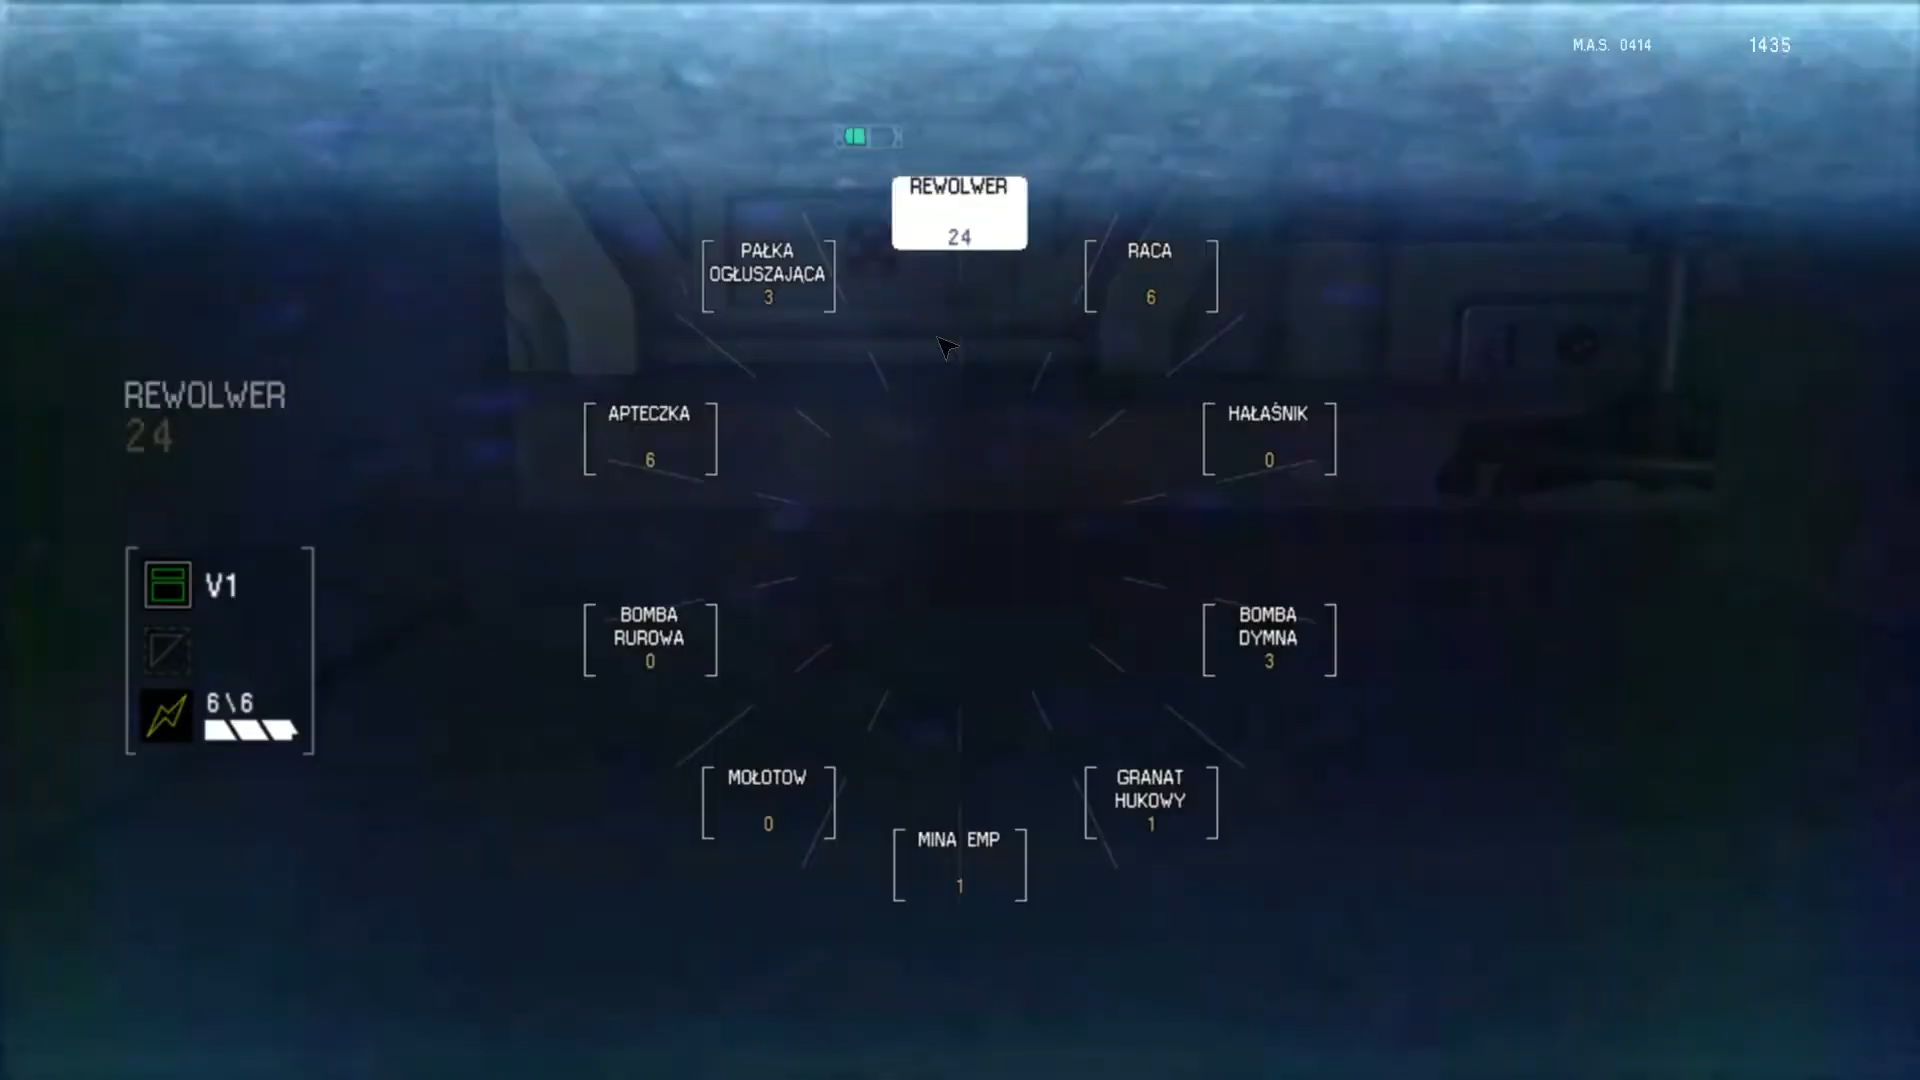 M.A.S. 0414
1435
REWOLWER
24
PAŁKA
OGŁUSZAJĄCA
3
RACA
6
REWOLWER
24
APTECZKA
6
HAŁAŚNIK
0
V1
BOMBA
RUROWA
0
BOMBA
DYMNA
3
6\6
MOŁOTOW
0
GRANAT
HUKOWY
1
MINA EMP
1